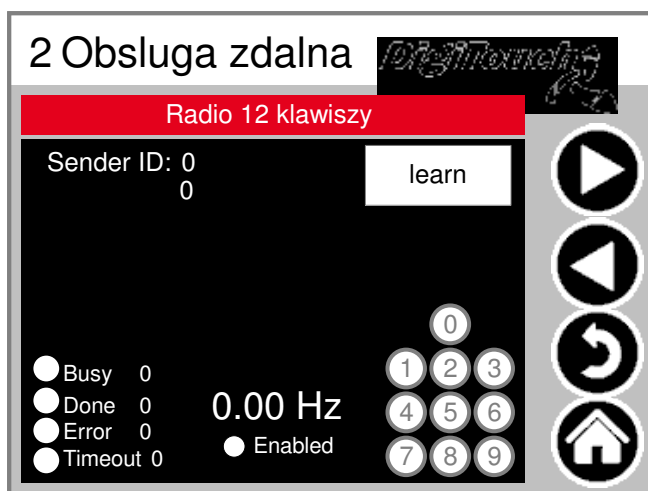 2 Obsluga zdalna
DigiTouch
Radio 12 klawiszy
Sender ID: 0
0
learn
0
1 2 3
4 5 6
7 8 9
Busy 0
Done 0
Error 0
Timeout 0
0.00 Hz
Enabled